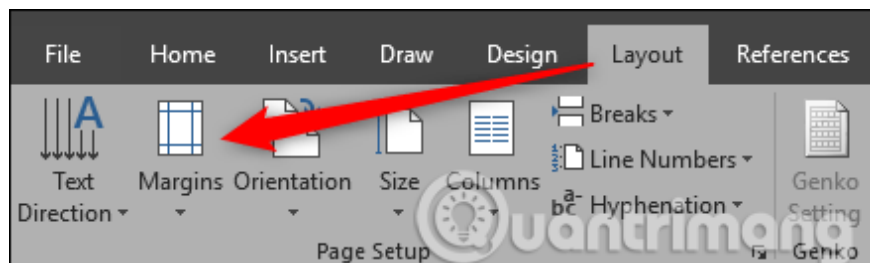 File Home Insert Draw Design Layout References
A
Text Direction
Margins
Orientation
Size
Columns
Breaks
Line Numbers
bc a- Hyphenation
Genko Setting
Page Setup
Genko
Quantrimang